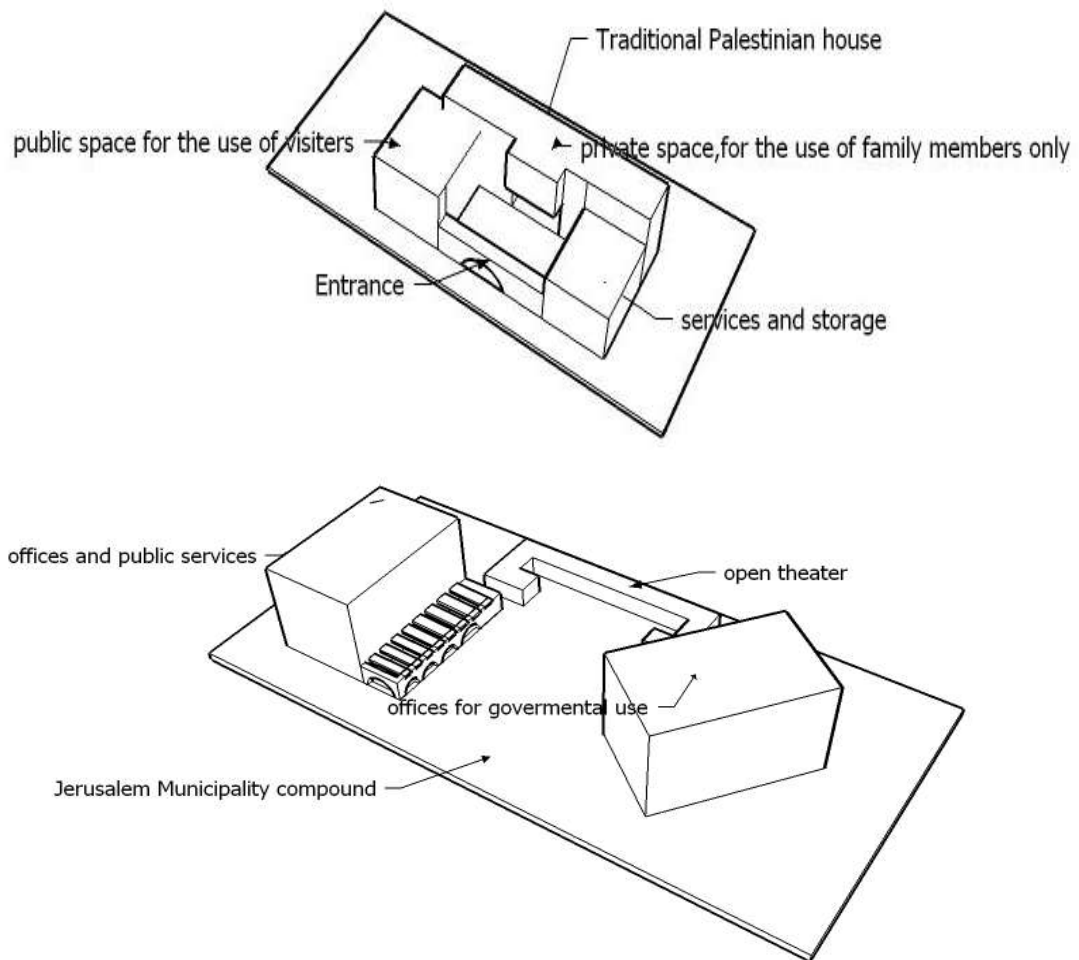 Traditional Palestinian house
public space for the use of visiters
private space,for the use of family members only
Entrance
services and storage
offices and public services
open theater
offices for govermental use
Jerusalem Municipality compound